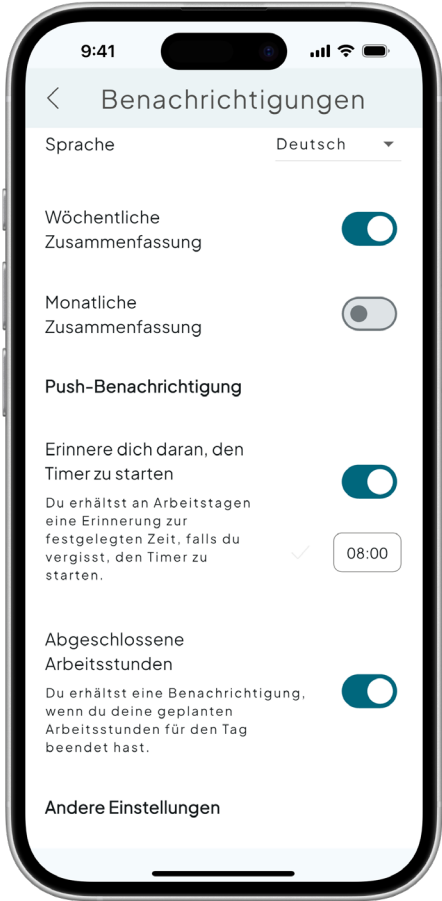 9:41
Benachrichtigungen
Sprache
Deutsch
Wöchentliche
Zusammenfassung
Monatliche
Zusammenfassung
Push-Benachrichtigung
Erinnere dich daran, den
Timer zu starten
Du erhältst an Arbeitstagen
eine Erinnerung zur
festgelegten Zeit, falls du
vergisst, den Timer zu
starten.
08:00
Abgeschlossene
Arbeitsstunden
Du erhältst eine Benachrichtigung,
wenn du deine geplanten
Arbeitsstunden für den Tag
beendet hast.
Andere Einstellungen